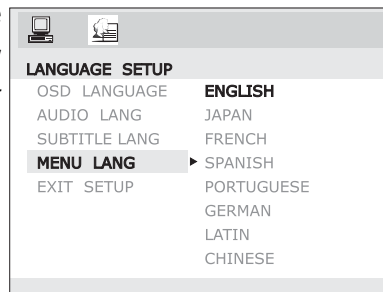 LANGUAGE SETUP
OSD LANGUAGE ENGLISH
AUDIO LANG JAPAN
SUBTITLE LANG FRENCH
MENU LANG SPANISH
EXIT SETUP PORTUGUESE
GERMAN
LATIN
CHINESE